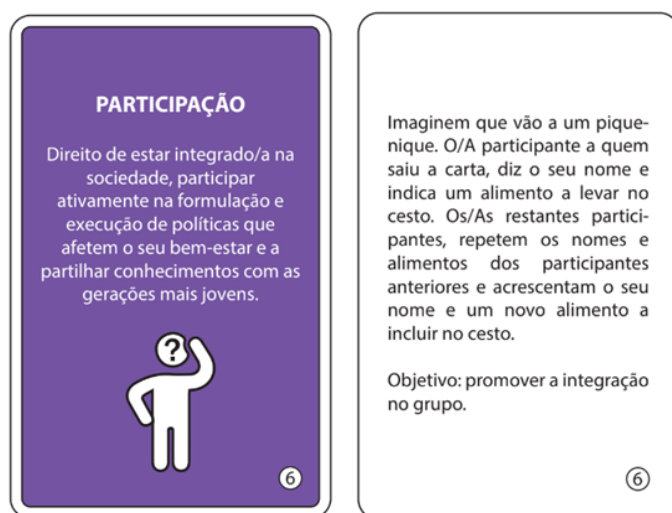 PARTICIPAÇÃO
Direito de estar integrado/a na
sociedade, participar
ativamente na formulação e
execução de políticas que
afetem o seu bem-estar e a
partilhar conhecimentos com as
gerações mais jovens.
?
6
Imaginem que vão a um pique-
nique. O/A participante a quem
saiu a carta, diz o seu nome e
indica um alimento a levar no
cesto. Os/As restantes partici-
pantes, repetem os nomes e
alimentos dos participantes
anteriores e acrescentam o seu
nome e um novo alimento a
incluir no cesto.
Objetivo: promover a integração
no grupo.
6